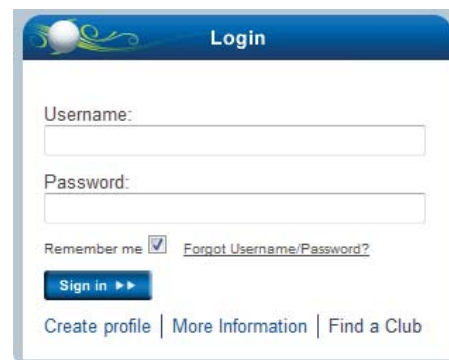 Login
Username:
Password:
Remember me Forgot Username/Password?
Sign in ▸▸
Create profile | More Information | Find a Club